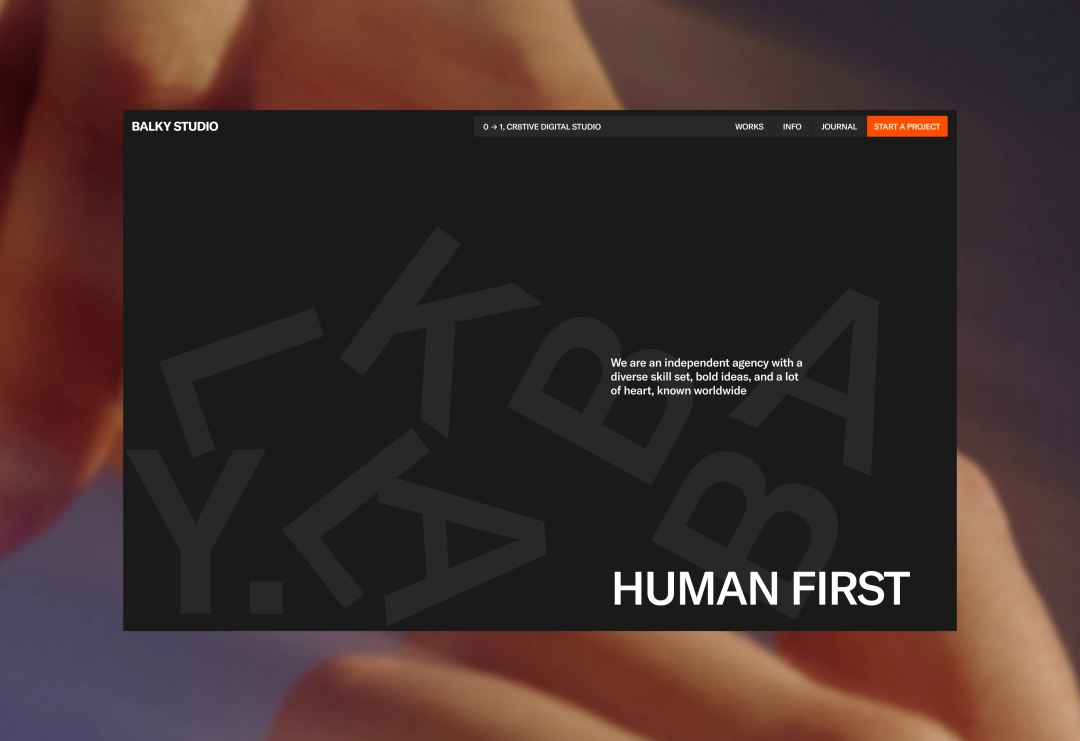 BALKY STUDIO
0 → 1, CR8TIVE DIGITAL STUDIO
WORKS
INFO
JOURNAL
START A PROJECT
L
K
B
A
We are an independent agency with a
diverse skill set, bold ideas, and a lot
of heart, known worldwide
Y.
L
A
B
HUMAN FIRST